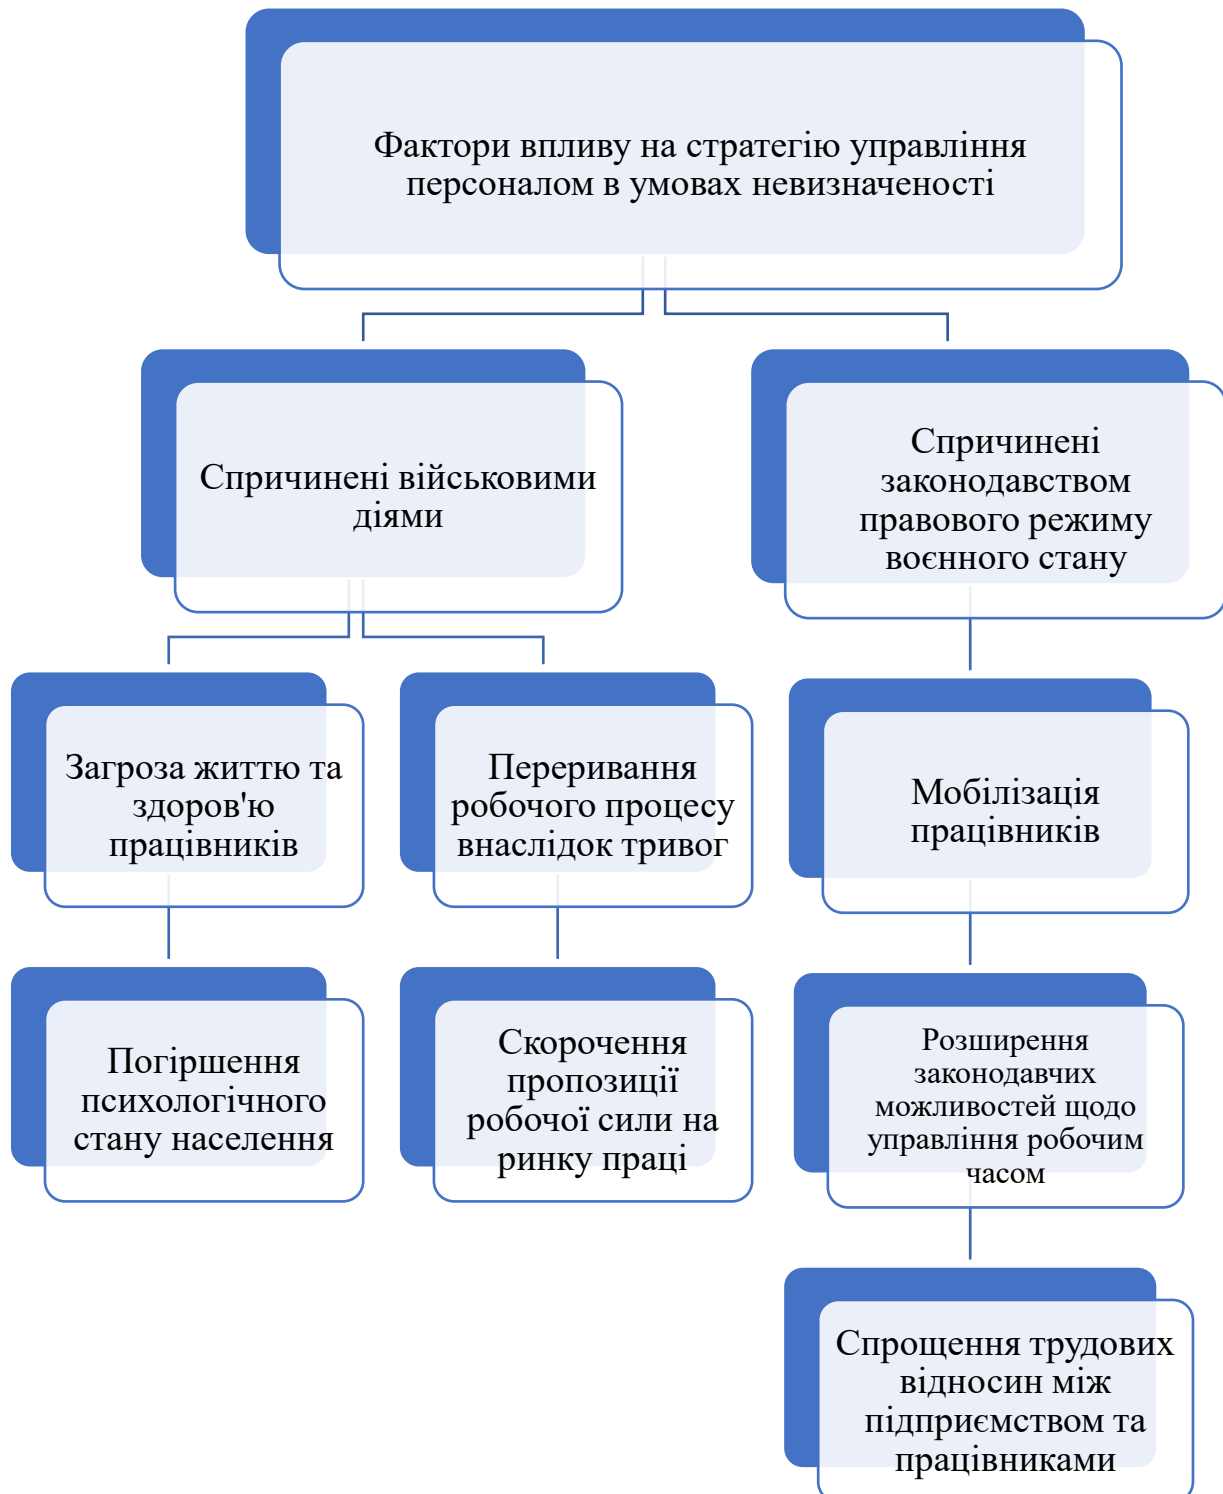 Фактори впливу на стратегію управління
персоналом в умовах невизначеності
Спричинені військовими
діями
Спричинені
законодавством
правового режиму
воєнного стану
Загроза життю та
здоров'ю
працівників
Переривання
робочого процесу
внаслідок тривог
Мобілізація
працівників
Погіршення
психологічного
стану населення
Скорочення
пропозиції
робочої сили на
ринку праці
Розширення
законодавчих
можливостей щодо
управління робочим
часом
Спрощення трудових
відносин між
підприємством та
працівниками